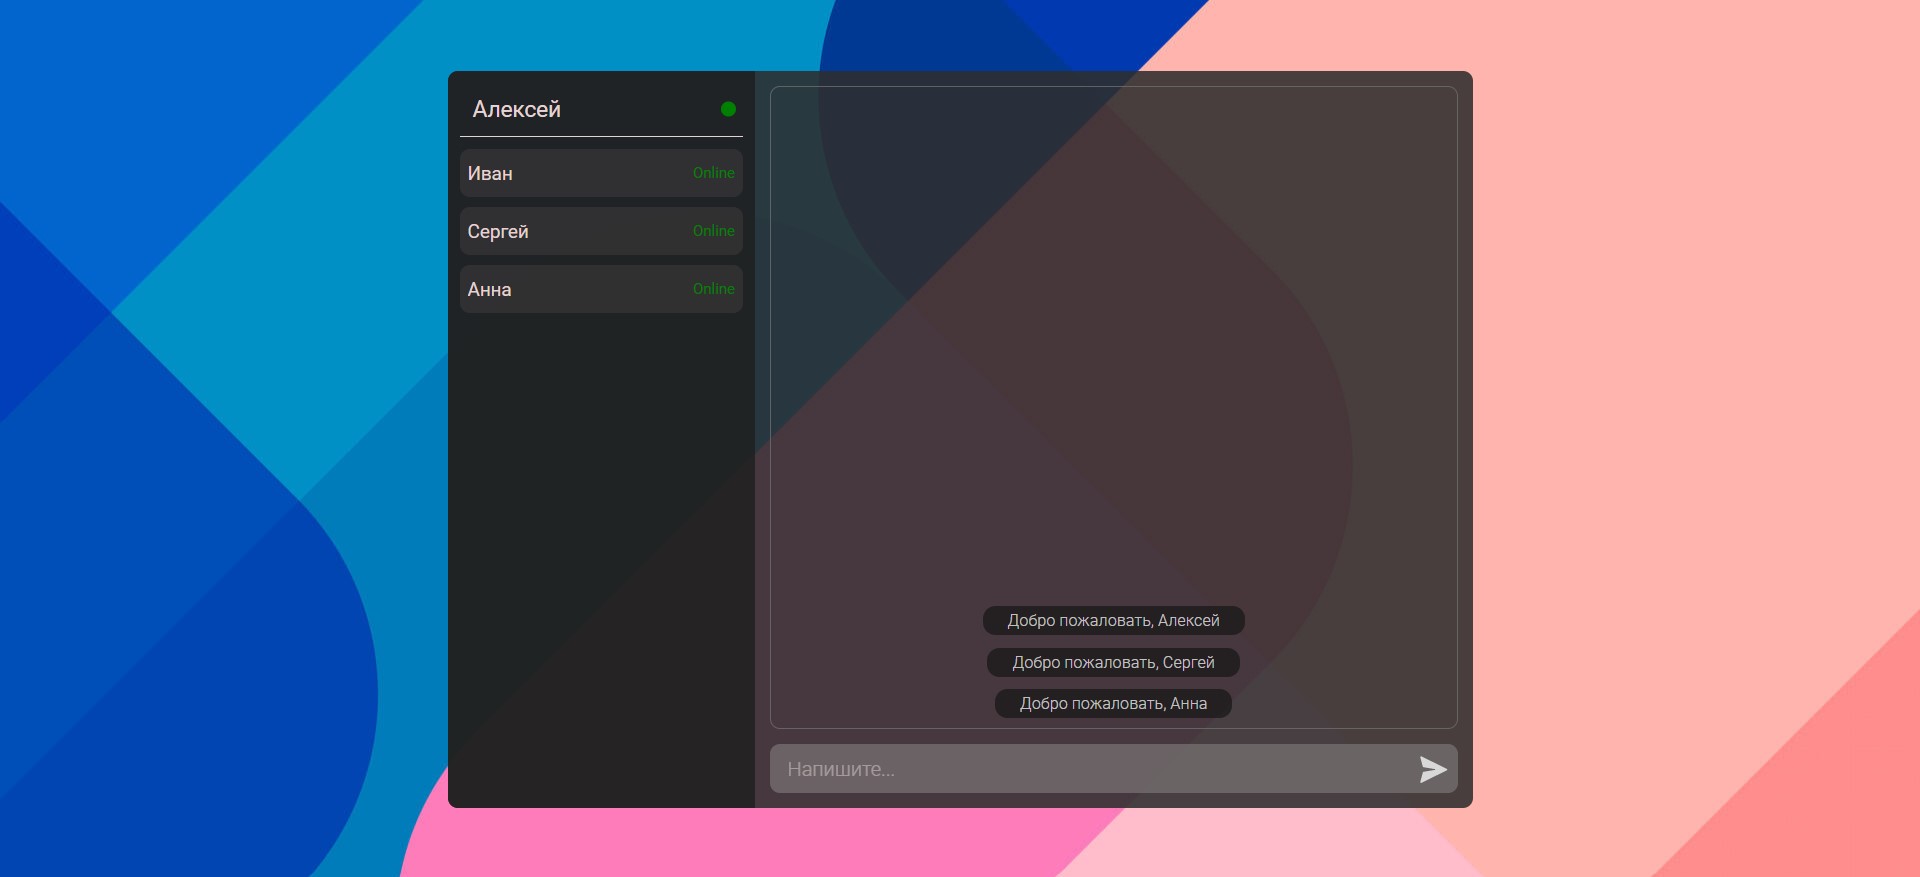 Алексей
Иван Online
Сергей Online
Анна Online
Добро пожаловать, Алексей
Добро пожаловать, Сергей
Добро пожаловать, Анна
Напишите...